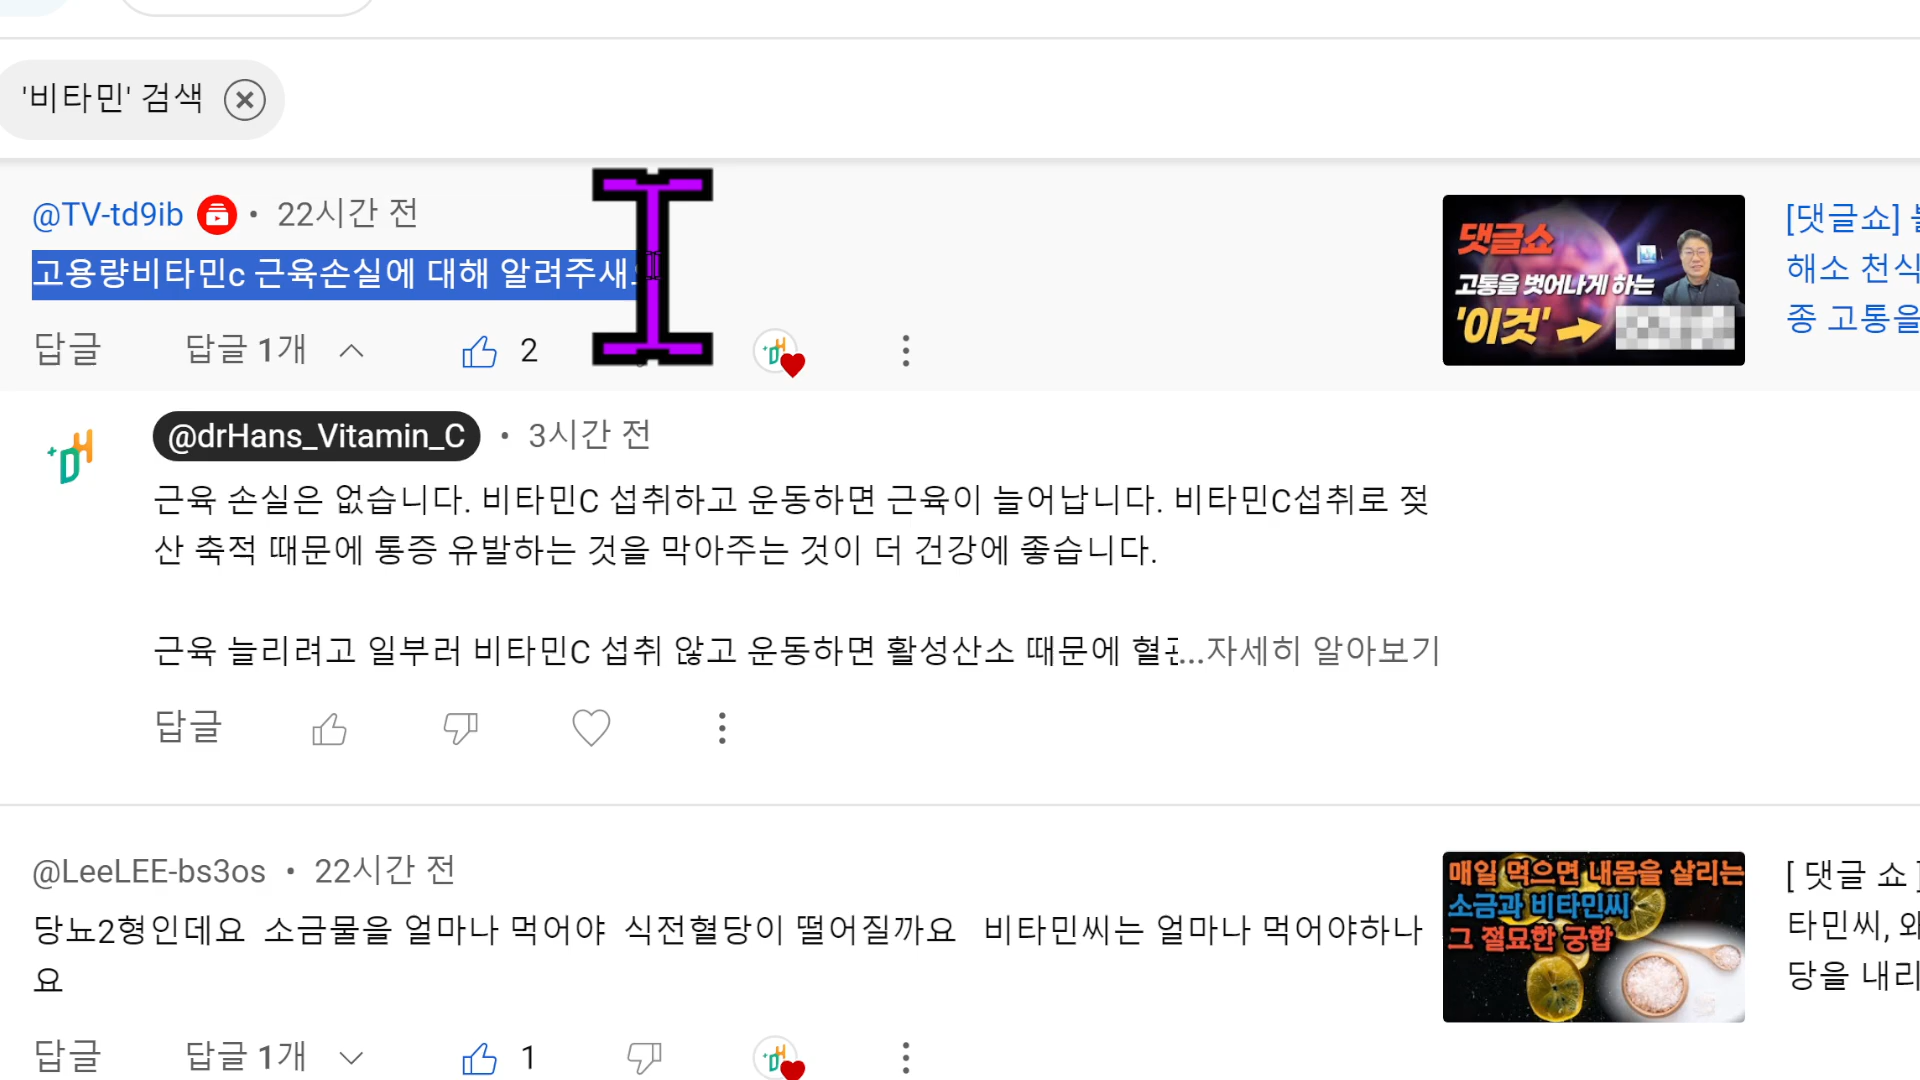 '비타민' 검색
@TV-td9ib • 22시간 전
고용량비타민c 근육손실에 대해 알려주새
답글 답글 1개 2
댓글쇼
고통을 벗어나게 하는
'이것'
[댓글쇼]
해소 천식
종 고통을
@drHans_Vitamin_C • 3시간 전
근육 손실은 없습니다. 비타민C 섭취하고 운동하면 근육이 늘어납니다. 비타민C섭취로 젖
산 축적 때문에 통증 유발하는 것을 막아주는 것이 더 건강에 좋습니다.
근육 늘리려고 일부러 비타민C 섭취 않고 운동하면 활성산소 때문에 ...자세히 알아보기
답글
@LeeLEE-bs3os • 22시간 전
당뇨2형인데요 소금물을 얼마나 먹어야 식전혈당이 떨어질까요 비타민씨는 얼마나 먹어야하나
요
답글 답글 1개 1
매일 먹으면 내몸을 살리는
소금과 비타민씨
그 절묘한 궁합
[ 댓글 쇼 ]
타민씨, 왜
당을 내리